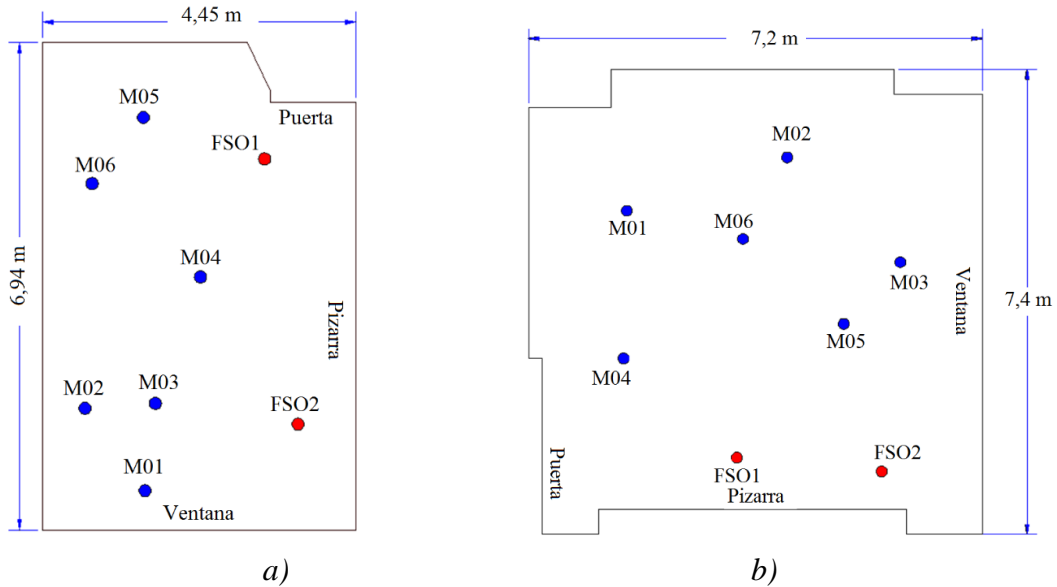 4,45 m
6,94 m
M05
Puerta
FSO1
M06
M04
Pizarra
M02
M03
FSO2
M01
Ventana
a)
7,2 m
M02
M01
M06
M03
Ventana
7,4 m
M05
M04
Puerta
FSO1
FSO2
Pizarra
b)